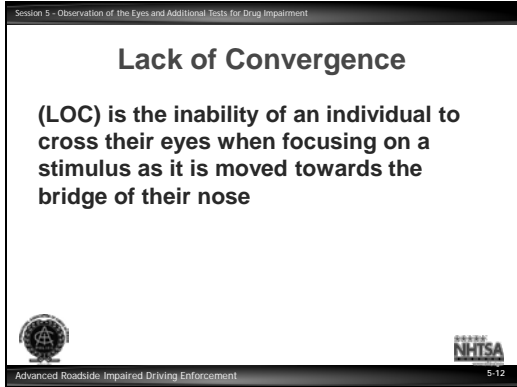 Session 5 - Observation of the Eyes and Additional Tests for Drug Impairment
Lack of Convergence
(LOC) is the inability of an individual to
cross their eyes when focusing on a
stimulus as it is moved towards the
bridge of their nose
NHTSA
Advanced Roadside Impaired Driving Enforcement
5-12